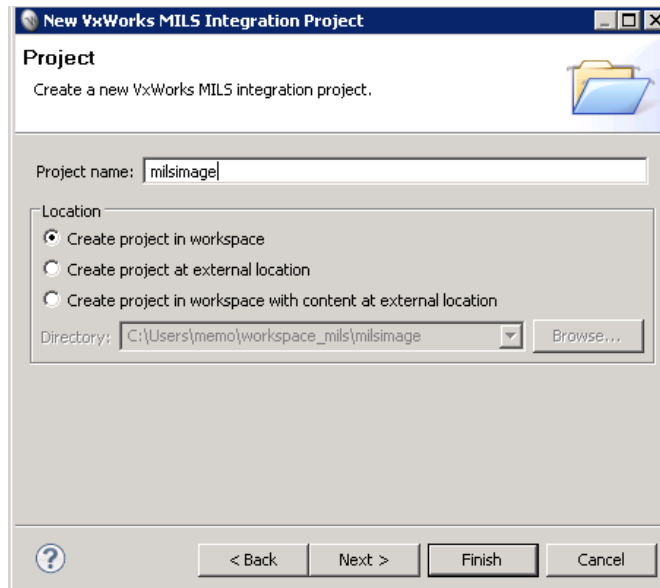 New VxWorks MILS Integration Project
Project
Create a new VxWorks MILS integration project.
Project name: milsimage
Location
Create project in workspace
Create project at external location
Create project in workspace with content at external location
Directory: C:\Users\memo\workspace_mils\milsimage Browse...
? < Back Next > Finish Cancel